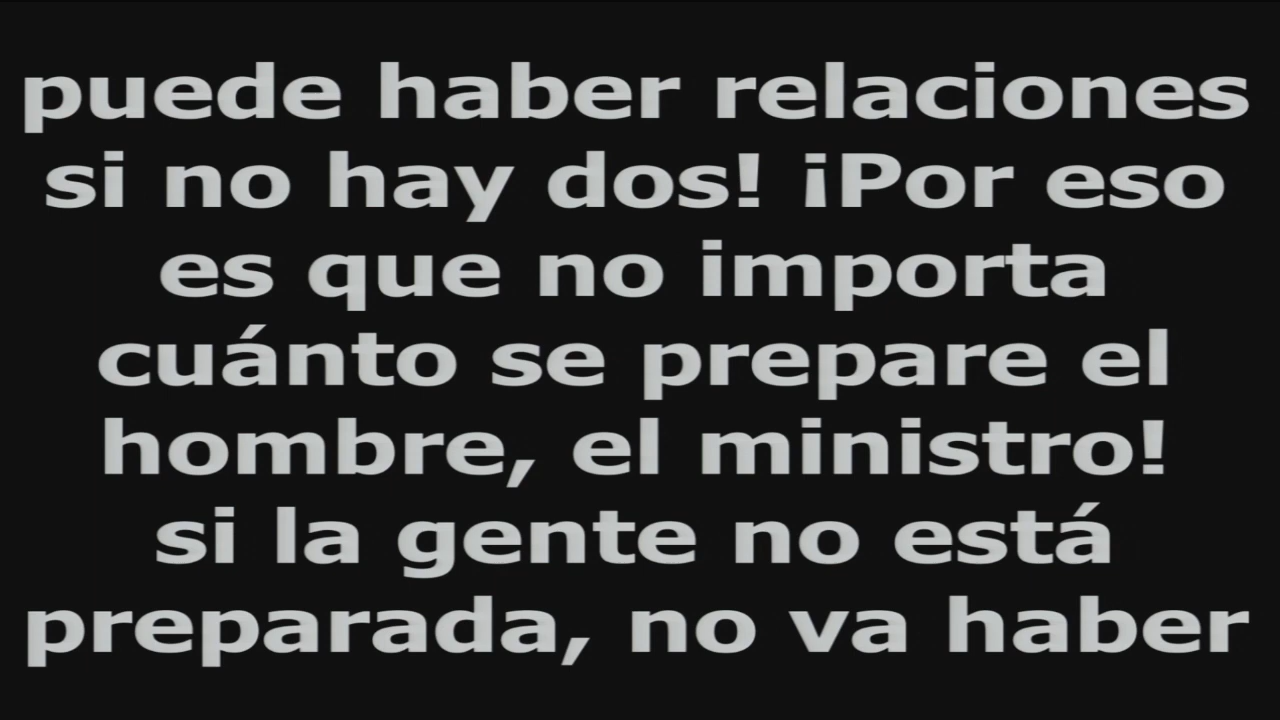 puede haber relaciones
si no hay dos! ¡Por eso
es que no importa
cuánto se prepare el
hombre, el ministro!
si la gente no está
preparada, no va haber